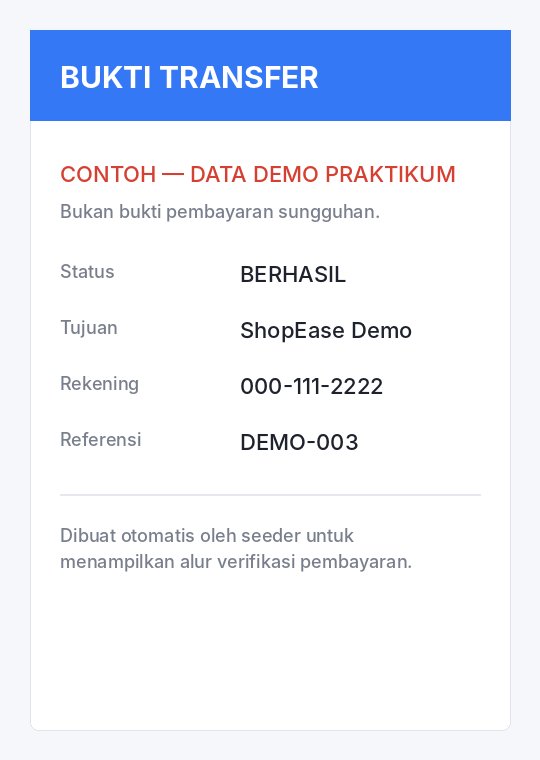 BUKTI TRANSFER
CONTOH — DATA DEMO PRAKTIKUM
Bukan bukti pembayaran sungguhan.
Status BERHASIL
Tujuan ShopEase Demo
Rekening 000-111-2222
Referensi DEMO-003
Dibuat otomatis oleh seeder untuk
menampilkan alur verifikasi pembayaran.